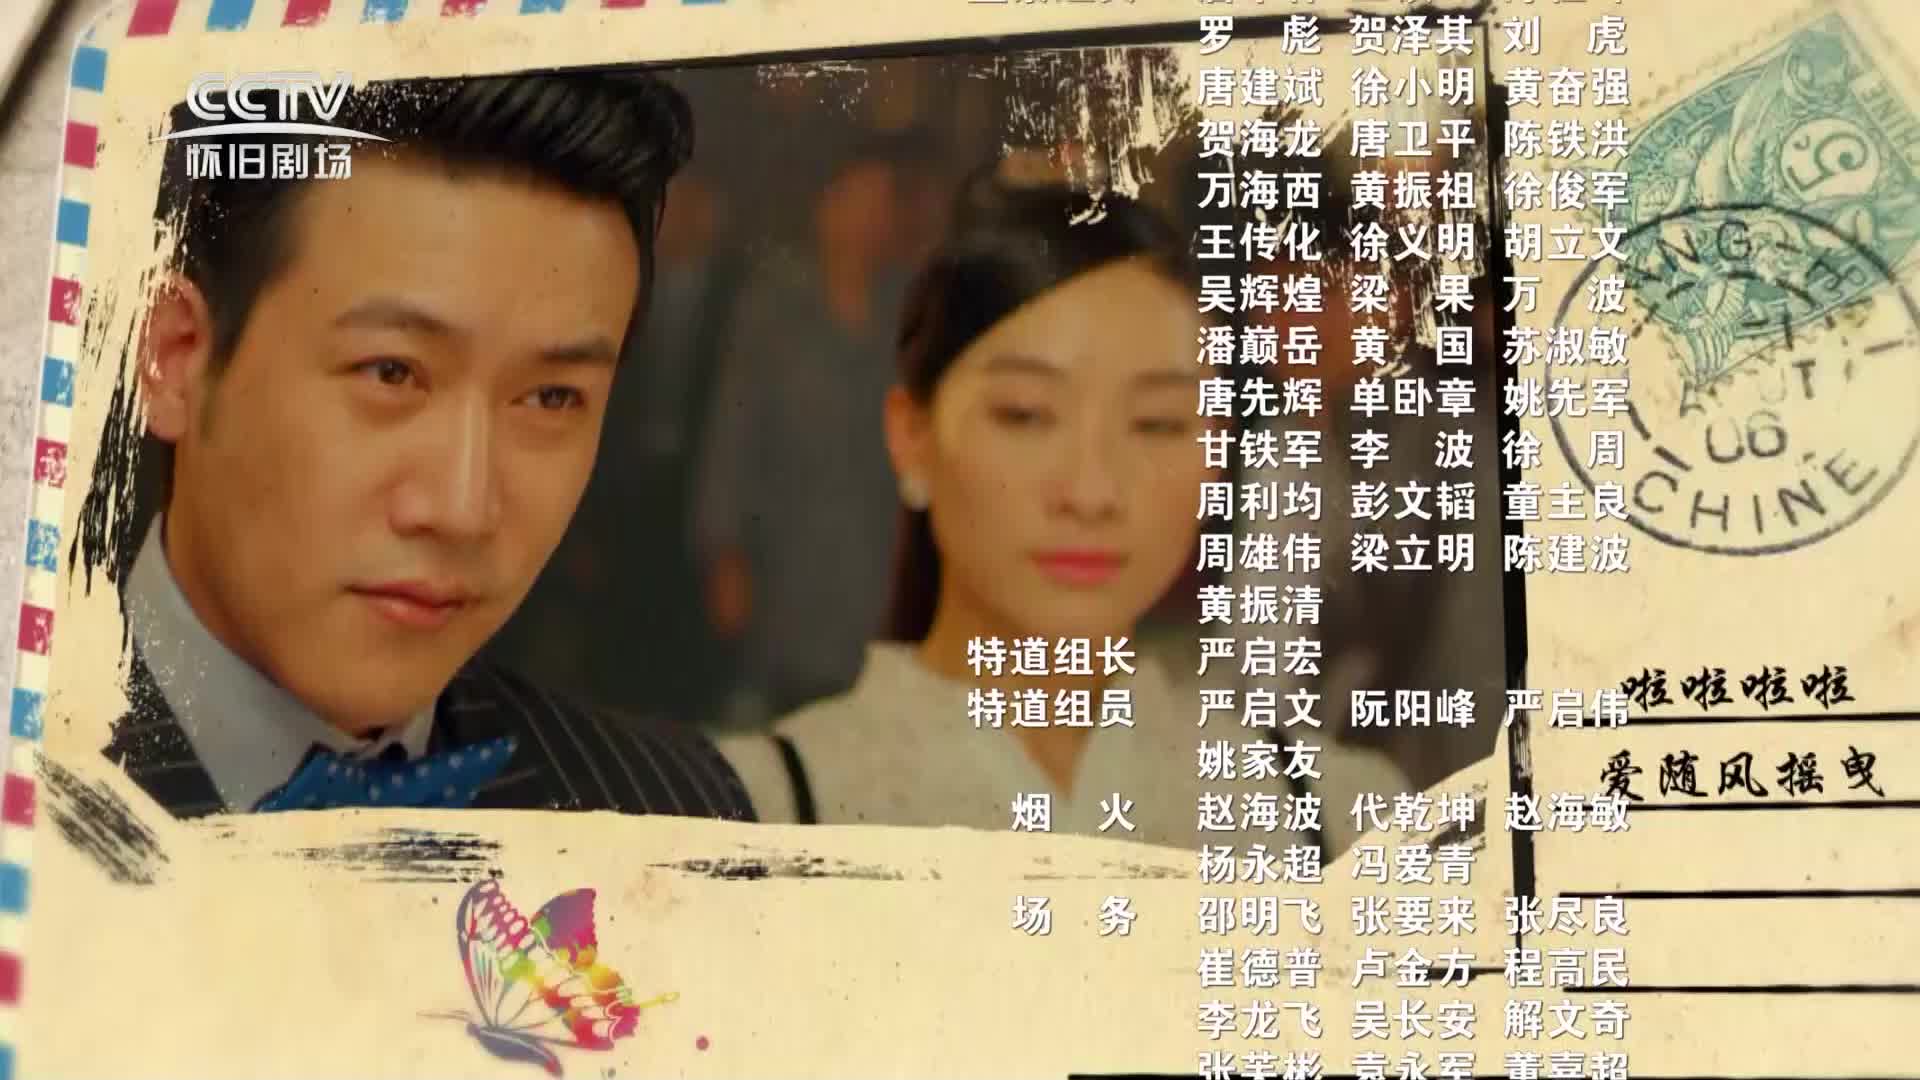 罗 彪 贺泽其 刘 虎
CCTV
怀旧剧场
唐建斌 徐小明 黄奋强
贺海龙 唐卫平 陈铁洪
万海西 黄振祖 徐俊军
王传化 徐义明 胡立文
吴辉煌 梁 果 万 波
潘巅岳 黄 国 苏淑敏
唐先辉 单卧章 姚先军
甘铁军 李 波 徐 周
周利均 彭文韬 童主良
周雄伟 梁立明 陈建波
黄振清
06
CHINE
特道组长 严启宏
特道组员 严启文 阮阳峰 严启伟
姚家友
啦啦啦啦
爱随风摇曳
烟 火 赵海波 代乾坤 赵海敏
杨永超 冯爱青
场 务 邵明飞 张要来 张尽良
崔德普 卢金方 程高民
李龙飞 吴长安 解文奇